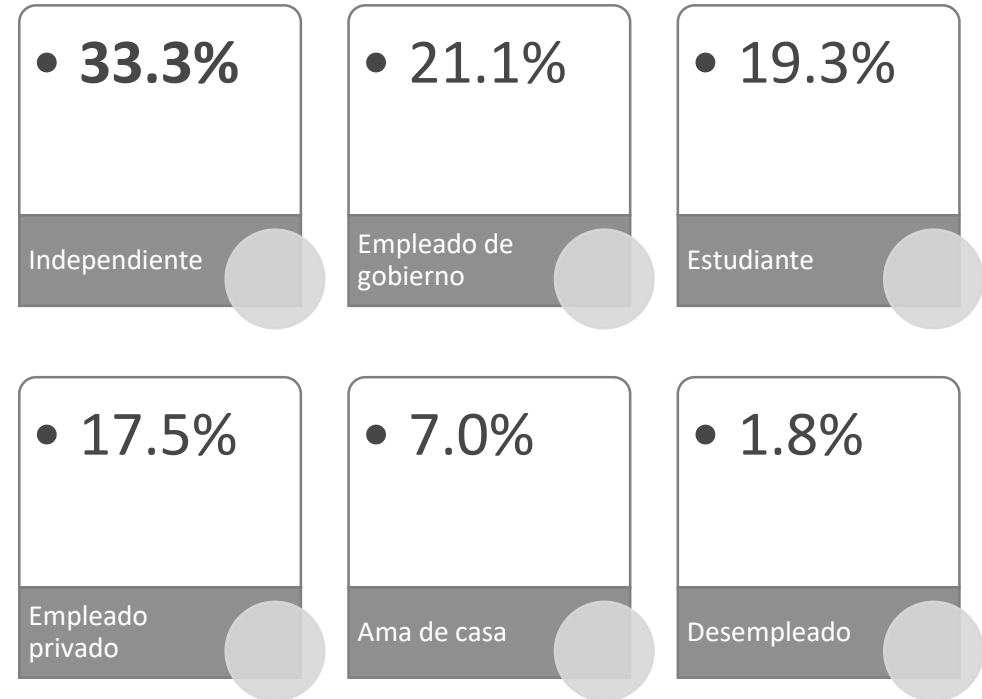 • 33.3%
Independiente
• 21.1%
Empleado de
gobierno
• 19.3%
Estudiante
• 17.5%
Empleado
privado
• 7.0%
Ama de casa
• 1.8%
Desempleado